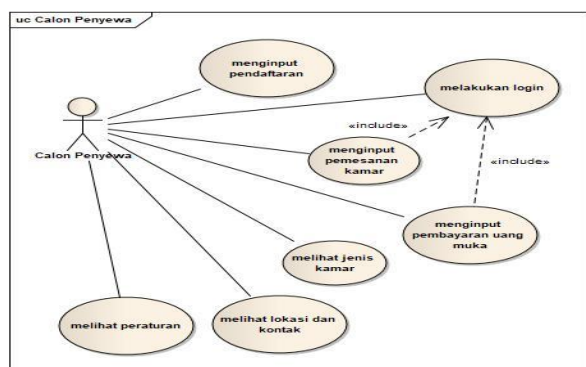 uc Calon Penyewa
menginput
pendaftaran
melakukan login
«include»
Calon Penyewa
menginput
pemesanan
kamar
«include»
menginput
pembayaran uang
muka
melihat jenis
kamar
melihat peraturan
melihat lokasi dan
kontak